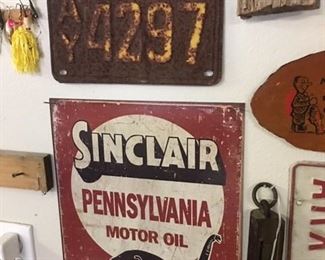 4297
SINCLAIR
PENNSYLVANIA
MOTOR OIL